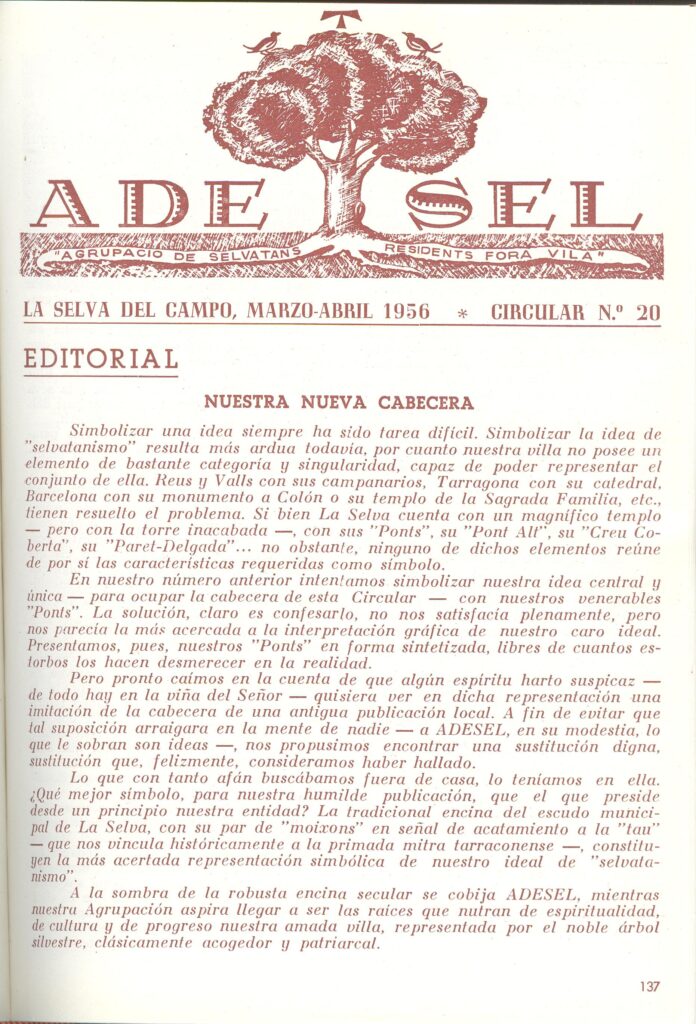 ADESEL
"AGRUPACIO DE SELVATANS RESIDENTS FORA VILA"
LA SELVA DEL CAMPO, MARZO-ABRIL 1956 * CIRCULAR N.º 20
EDITORIAL
NUESTRA NUEVA CABECERA
Simbolizar una idea siempre ha sido tarea difícil. Simbolizar la idea de
"selvatanismo" resulta más ardua todavía, por cuanto nuestra villa no posee un
elemento de bastante categoría y singularidad, capaz de poder representar el
conjunto de ella. Reus y Valls con sus campanarios, Tarragona con su catedral,
Barcelona con su monumento a Colón o su templo de la Sagrada Familia, etc.,
tienen resuelto el problema. Si bien La Selva cuenta con un magnífico templo
— pero con la torre inacabada —, con sus "Ponts", su "Pont Alt", su "Creu Co-
berta", su "Paret-Delgada"... no obstante, ninguno de dichos elementos reúne
de por sí las características requeridas como símbolo.
En nuestro número anterior intentamos simbolizar nuestra idea central y
única — para ocupar la cabecera de esta Circular — con nuestros venerables
"Ponts". La solución, claro es confesarlo, no nos satisfacía plenamente, pero
nos parecía la más acercada a la interpretación gráfica de nuestro caro ideal.
Presentamos, pues, nuestros "Ponts" en forma sintetizada, libres de cuantos es-
torbos los hacen desmerecer en la realidad.
Pero pronto caímos en la cuenta de que algún espíritu harto suspicaz —
de todo hay en la viña del Señor — quisiera ver en dicha representación una
imitación de la cabecera de una antigua publicación local. A fin de evitar que
tal suposición arraigara en la mente de nadie — a ADESEL, en su modestia, lo
que le sobran son ideas —, nos propusimos encontrar una sustitución digna,
sustitución que, felizmente, consideramos haber hallado.
Lo que con tanto afán buscábamos fuera de casa, lo teníamos en ella.
¿Qué mejor símbolo, para nuestra humilde publicación, que el que preside
desde un principio nuestra entidad? La tradicional encina del escudo munici-
pal de La Selva, con su par de "moixons" en señal de acatamiento a la "tau"
— que nos vincula históricamente a la primada mitra tarraconense —, constitu-
yen la más acertada representación simbólica de nuestro ideal de "selvata-
nismo".
A la sombra de la robusta encina secular se cobija ADESEL, mientras
nuestra Agrupación aspira llegar a ser las raíces que nutran de espiritualidad,
de cultura y de progreso nuestra amada villa, representada por el noble árbol
silvestre, clásicamente acogedor y patriarcal.
137